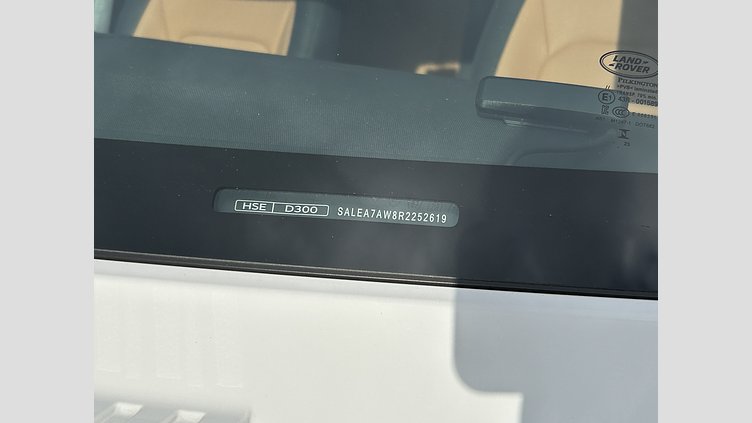 LAND
ROVER
PILKINGTON
HSE D300 SALEA7AW8R2252619